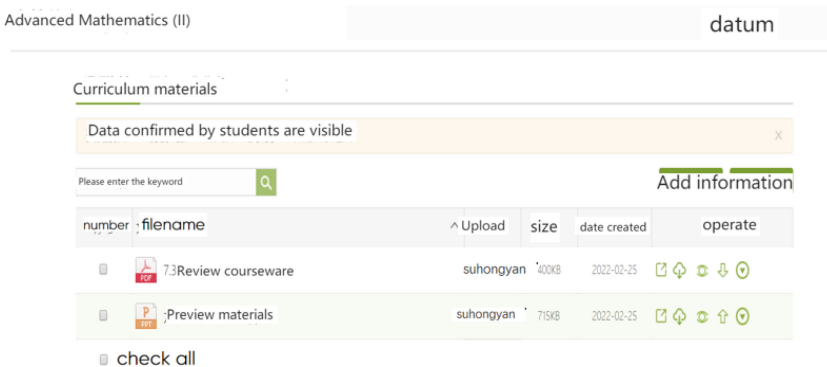 Advanced Mathematics (II)
datum
Curriculum materials
Data confirmed by students are visible
x
Please enter the keyword
Add information
number filename ^ Upload size date created operate
PDF 7.3Review courseware suhongyan 400KB 2022-02-25
P PPT ;Preview materials suhongyan 715KB 2022-02-25
check all